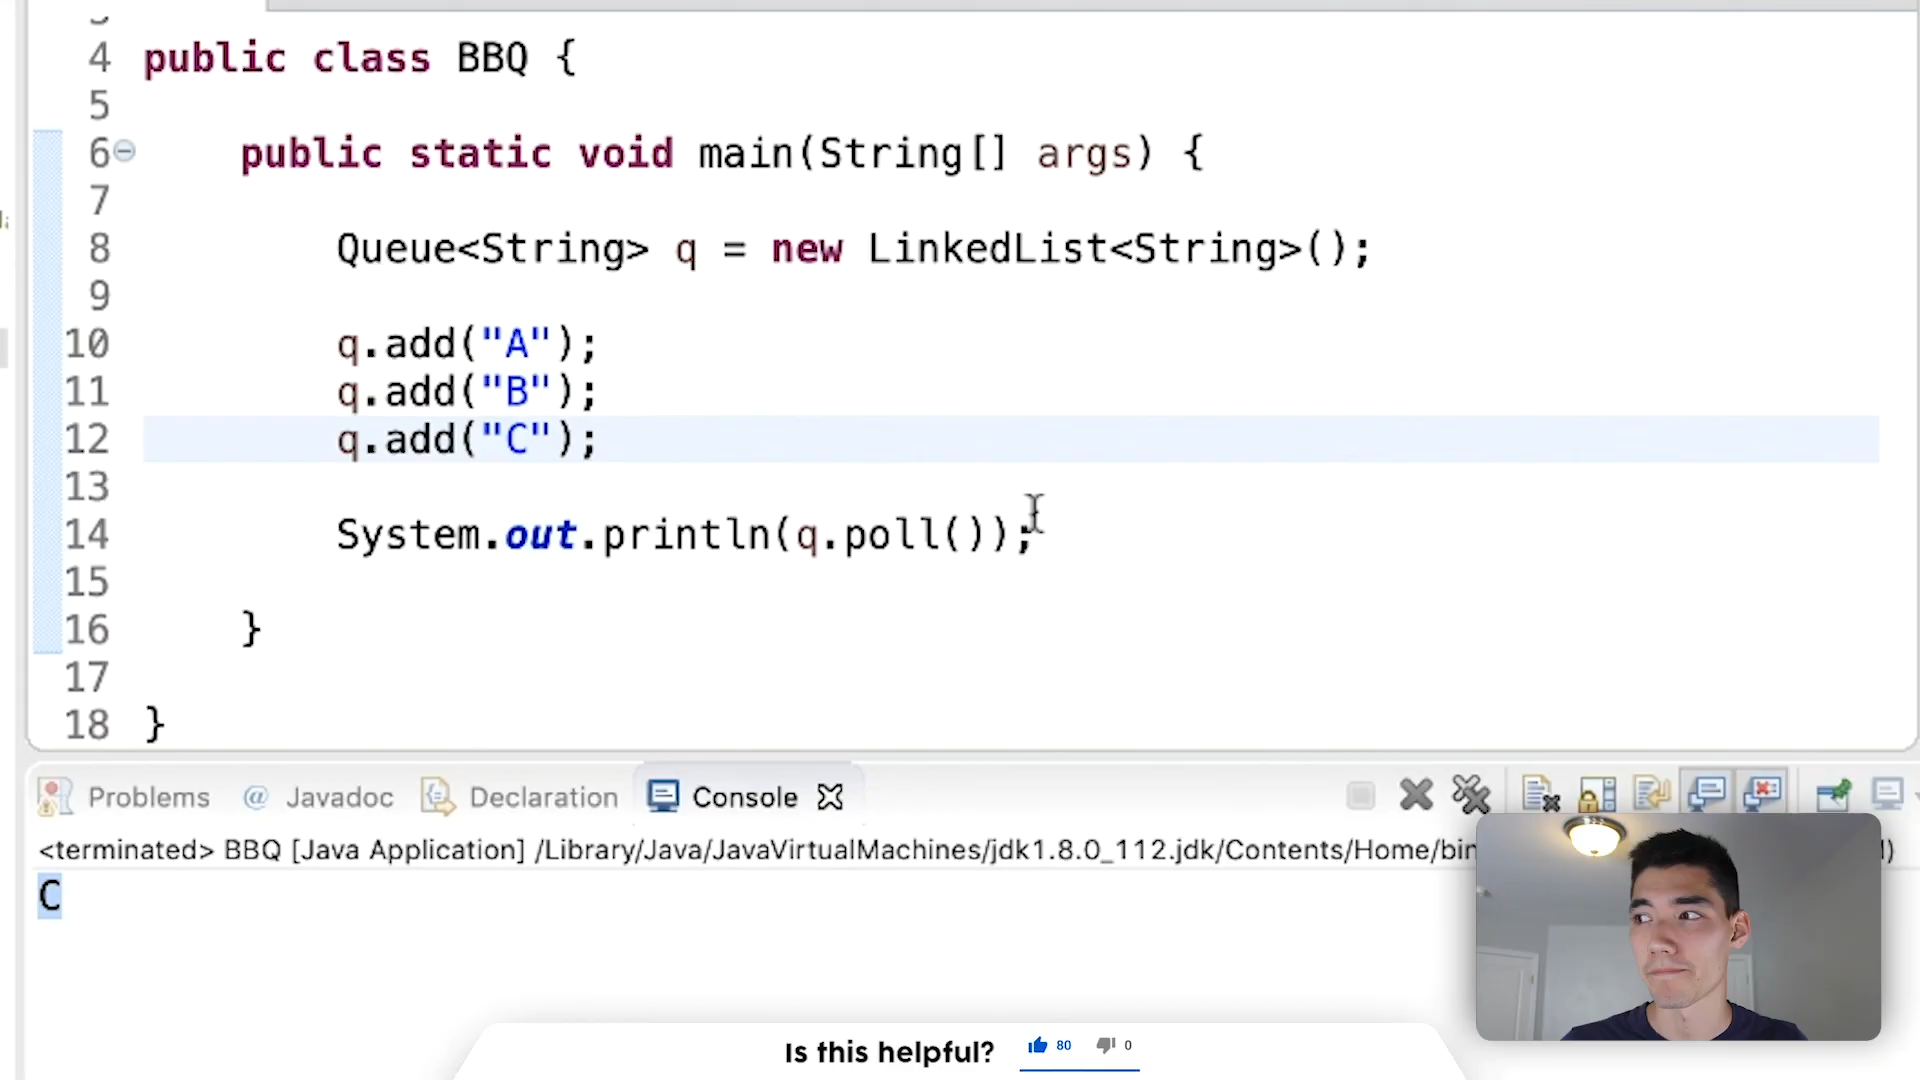 4 public class BBQ {
5
6 public static void main(String[] args) {
7
8 Queue<String> q = new LinkedList<String>();
9
10 q.add("A");
11 q.add("B");
12 q.add("C");
13
14 System.out.println(q.poll());
15
16 }
17
18 }
Problems @ Javadoc Declaration Console
<terminated> BBQ [Java Application] /Library/Java/JavaVirtualMachines/jdk1.8.0_112.jdk/Contents/Home/bin
C
Is this helpful? 80 0